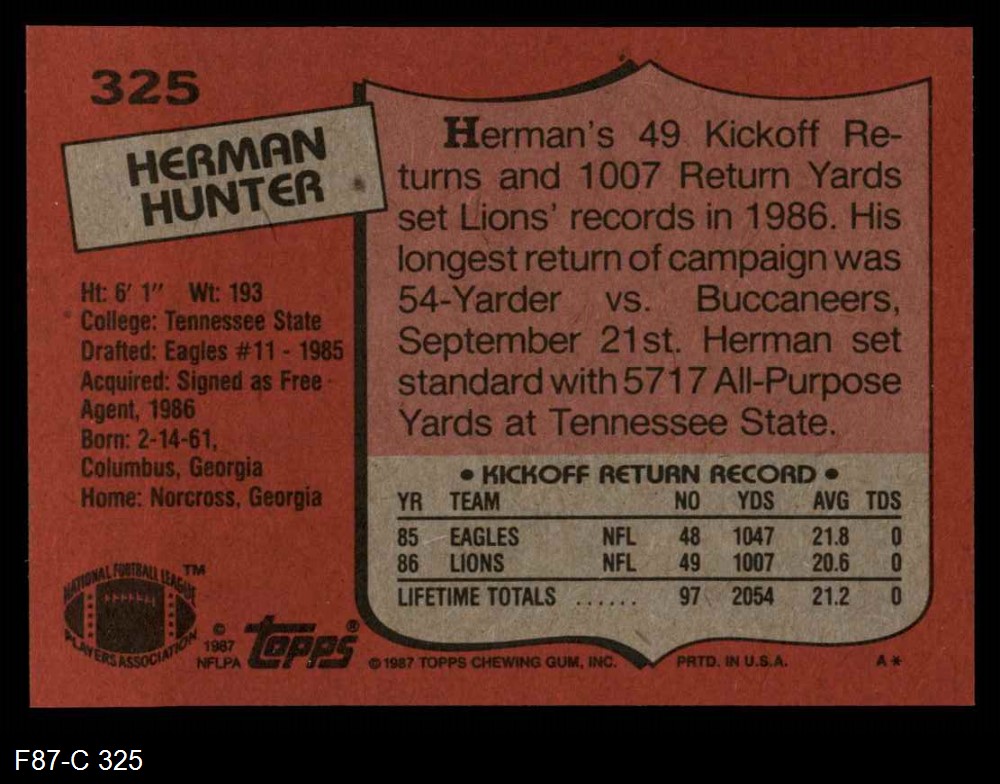 325
HERMAN
HUNTER
Ht: 6' 1" Wt: 193
College: Tennessee State
Drafted: Eagles #11 - 1985
Acquired: Signed as Free
Agent, 1986
Born: 2-14-61,
Columbus, Georgia
Home: Norcross, Georgia
Herman's 49 Kickoff Re-
turns and 1007 Return Yards
set Lions' records in 1986. His
longest return of campaign was
54-Yarder vs. Buccaneers,
September 21st. Herman set
standard with 5717 All-Purpose
Yards at Tennessee State.
• KICKOFF RETURN RECORD •
YR TEAM NO YDS AVG TDS
85 EAGLES NFL 48 1047 21.8 0
86 LIONS NFL 49 1007 20.6 0
LIFETIME TOTALS ...... 97 2054 21.2 0
NATIONAL FOOTBALL LEAGUE ™
PLAYERS ASSOCIATION
©
1987
NFLPA
topps®
© 1987 TOPPS CHEWING GUM, INC. PRTD. IN U.S.A. A*
F87-C 325